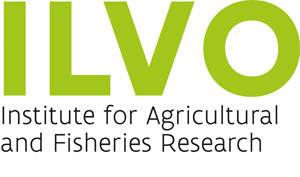 ILVO
Institute for Agricultural
and Fisheries Research